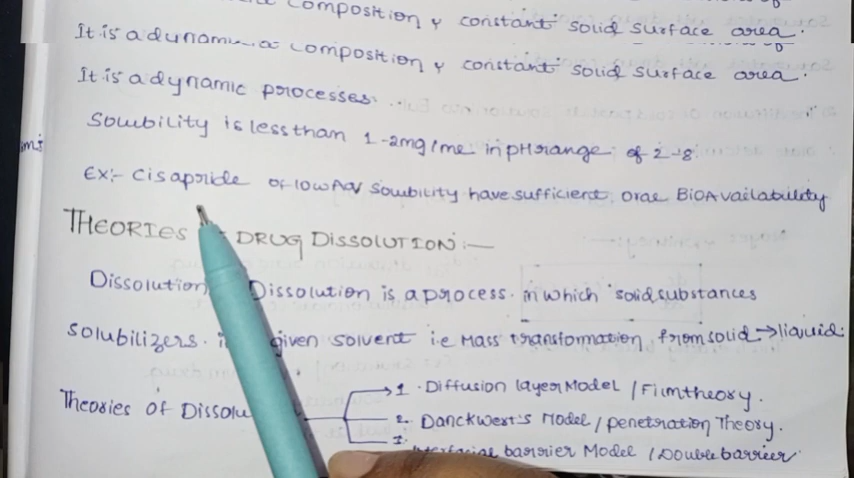 composition & constant solid surface area.
It is a dynamic composition & constant solid surface area.
It is a dynamic processes.
Solubility is less than 1-2mg/ml in pH range: of 2-8.
Ex:- Cisapride of low Aq solubility have sufficient oral BioAvailability
THEORIES DRUG DISSOLUTION:—
Dissolution Dissolution is a process in which solid substances
solubilizers. given solvent i.e Mass transformation from solid → liquid:
Theories of Dissolu
1. Diffusion layer Model / Film theory.
2. Danckwert's Model / penetration Theory.
3. Interfacial barrier Model / Double barrier